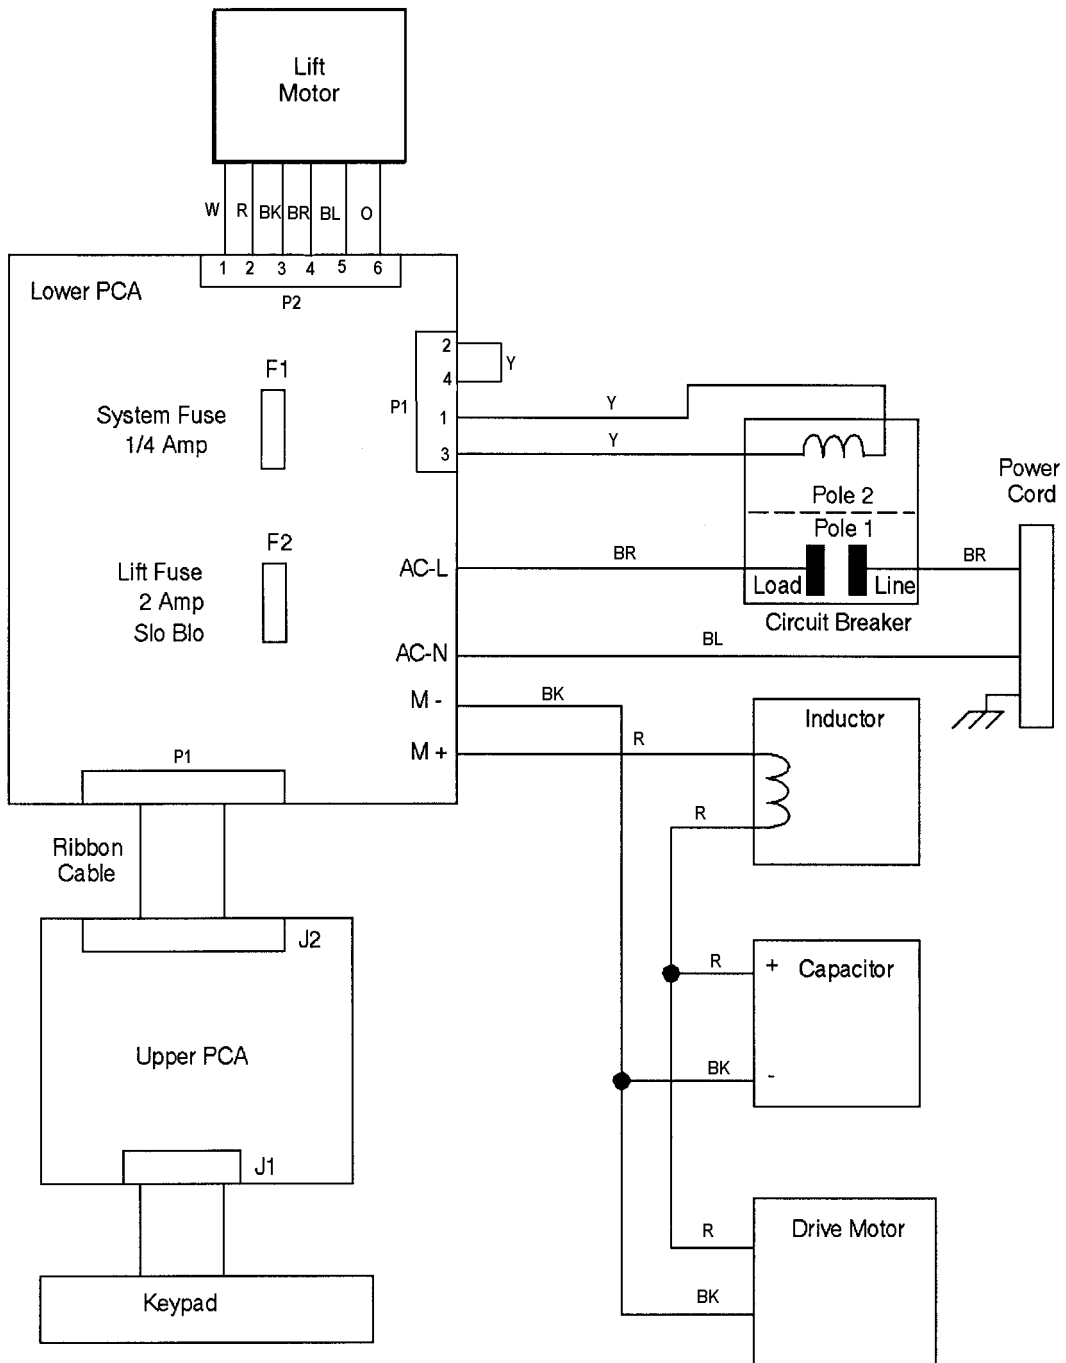 Lift
Motor
W R BK BR BL O
1 2 3 4 5 6
P2
Lower PCA
F1
System Fuse
1/4 Amp
F2
Lift Fuse
2 Amp
Slo Blo
P1
2
4
1
3
Y
Y
Y
Pole 2
Pole 1
Load
Line
Circuit Breaker
Power
Cord
AC-L
BR
BR
AC-N
BL
M -
BK
M +
R
Inductor
R
P1
Ribbon
Cable
J2
Upper PCA
J1
Keypad
R
+ Capacitor
BK
-
R
Drive Motor
BK